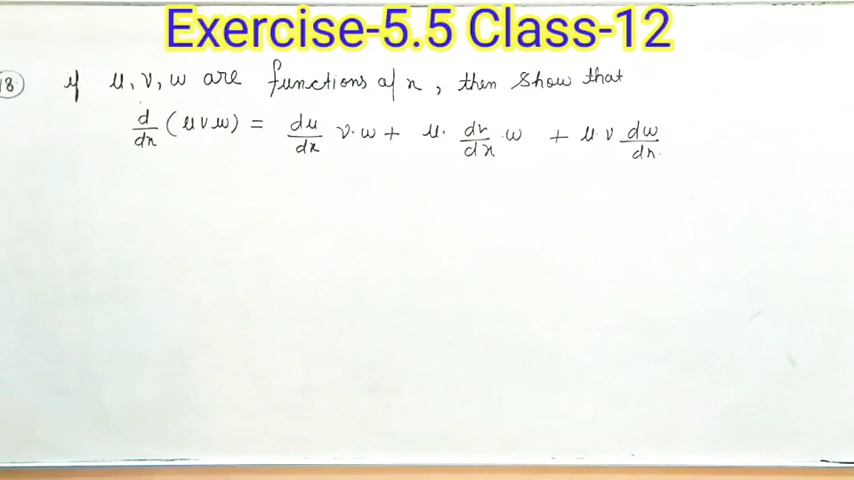 Exercise-5.5 Class-12
18 if u, v, w are functions of x, then show that
d/dx (u v w) = du/dx v. w + u. dv/dx . w + u. v dw/dx.